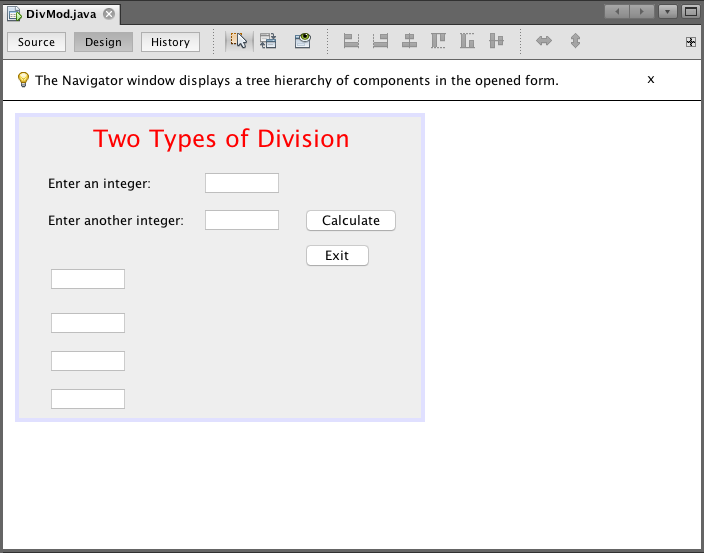 DivMod.java
Source Design History
The Navigator window displays a tree hierarchy of components in the opened form. x
Two Types of Division
Enter an integer:
Enter another integer: Calculate
Exit